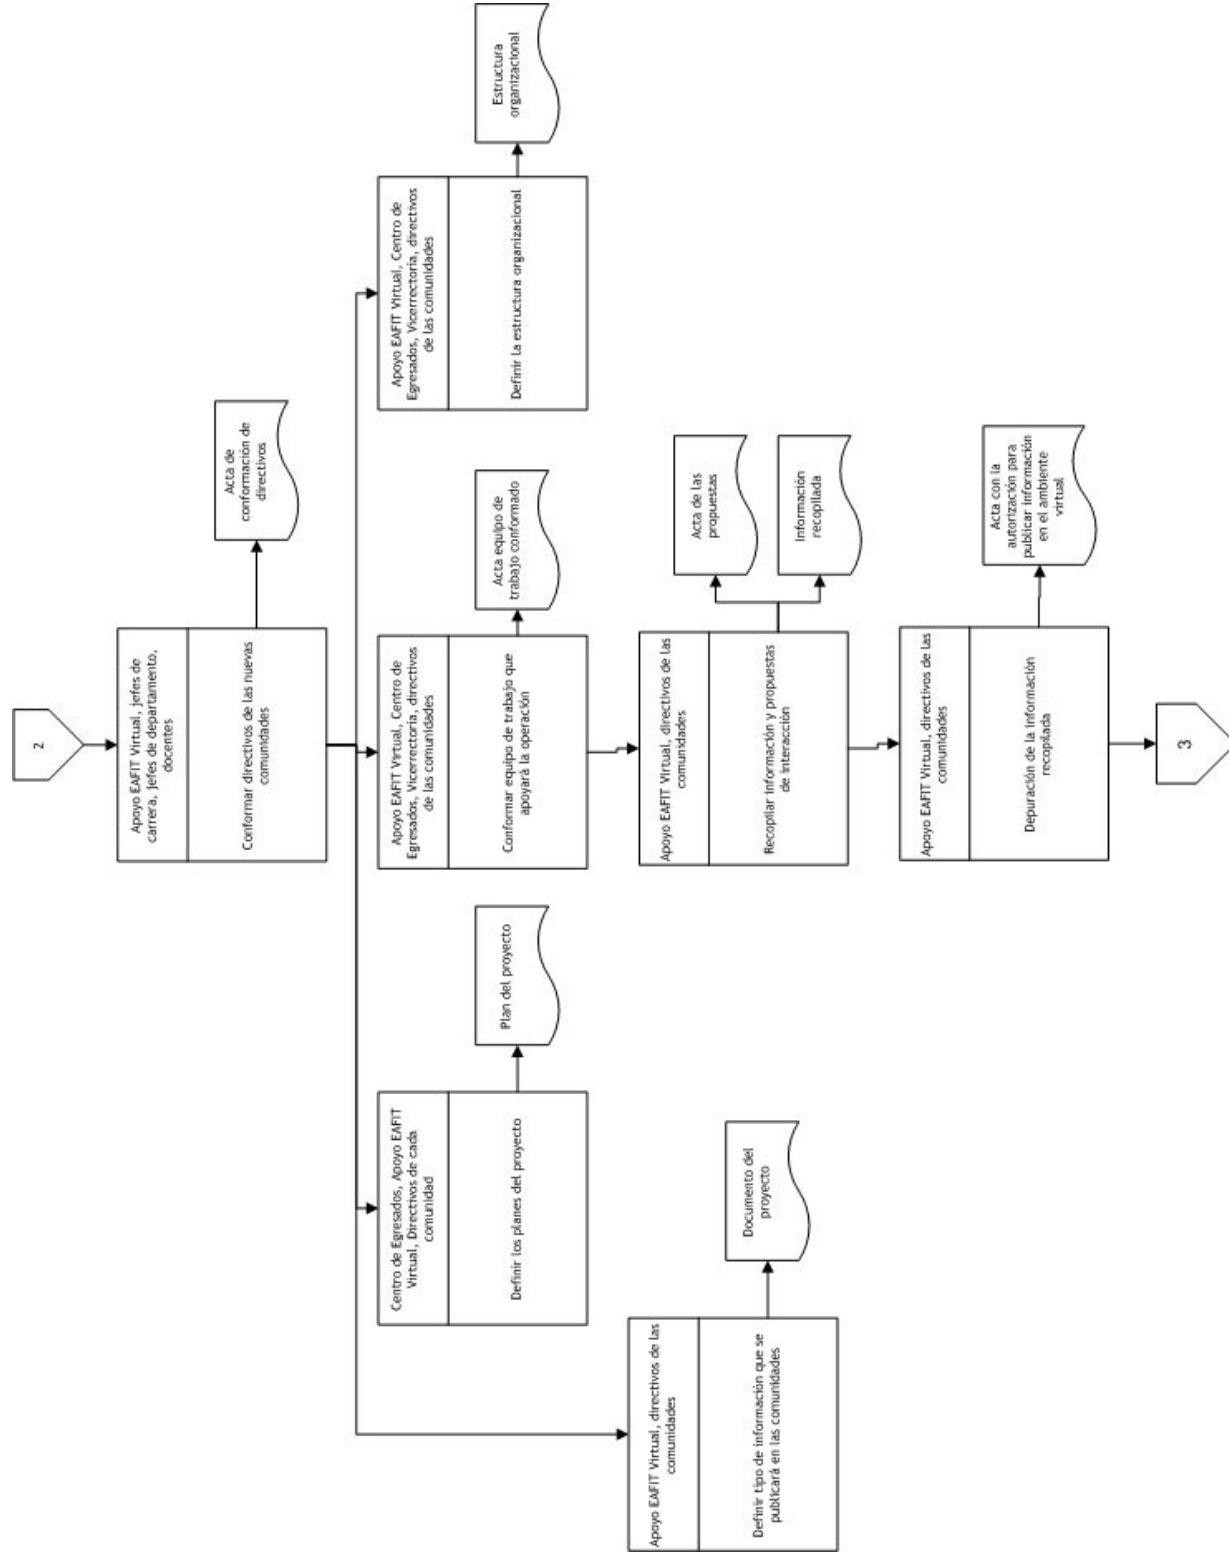 2
Apoyo EAFIT Virtual, jefes de
carrera, jefes de departamento,
docentes
Conformar directivos de las nuevas
comunidades
Acta de
conformación de
directivos
Centro de Egresados, Apoyo EAFIT
Virtual, Directivos de cada
comunidad
Definir los planes del proyecto
Plan del proyecto
Apoyo EAFIT Virtual, Centro de
Egresados, Vicerrectoria, directivos
de las comunidades
Conformar equipo de trabajo que
apoyará la operación
Acta equipo de
trabajo conformado
Apoyo EAFIT Virtual, Centro de
Egresados, Vicerrectoria, directivos
de las comunidades
Definir la estructura organizacional
Estructura
organizacional
Apoyo EAFIT Virtual, directivos de las
comunidades
Definir tipo de información que se
publicará en las comunidades
Documento del
proyecto
Apoyo EAFIT Virtual, directivos de las
comunidades
Recopilar información y propuestas
de interacción
Acta de las
propuestas
Información
recopilada
Apoyo EAFIT Virtual, directivos de las
comunidades
Depuración de la información
recopilada
Acta con la
autorización para
publicar información
en el ambiente
virtual
3